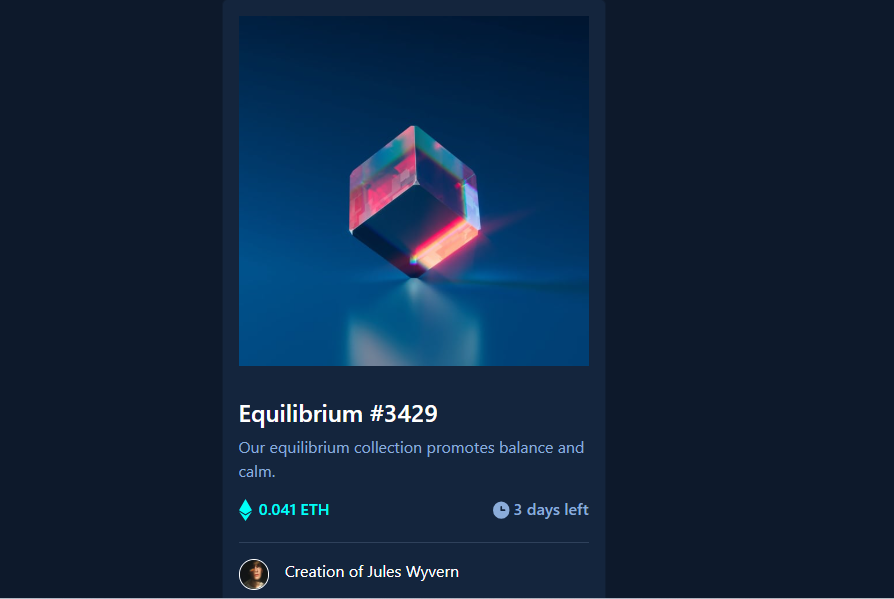 Equilibrium #3429
Our equilibrium collection promotes balance and
calm.
0.041 ETH
3 days left
Creation of Jules Wyvern